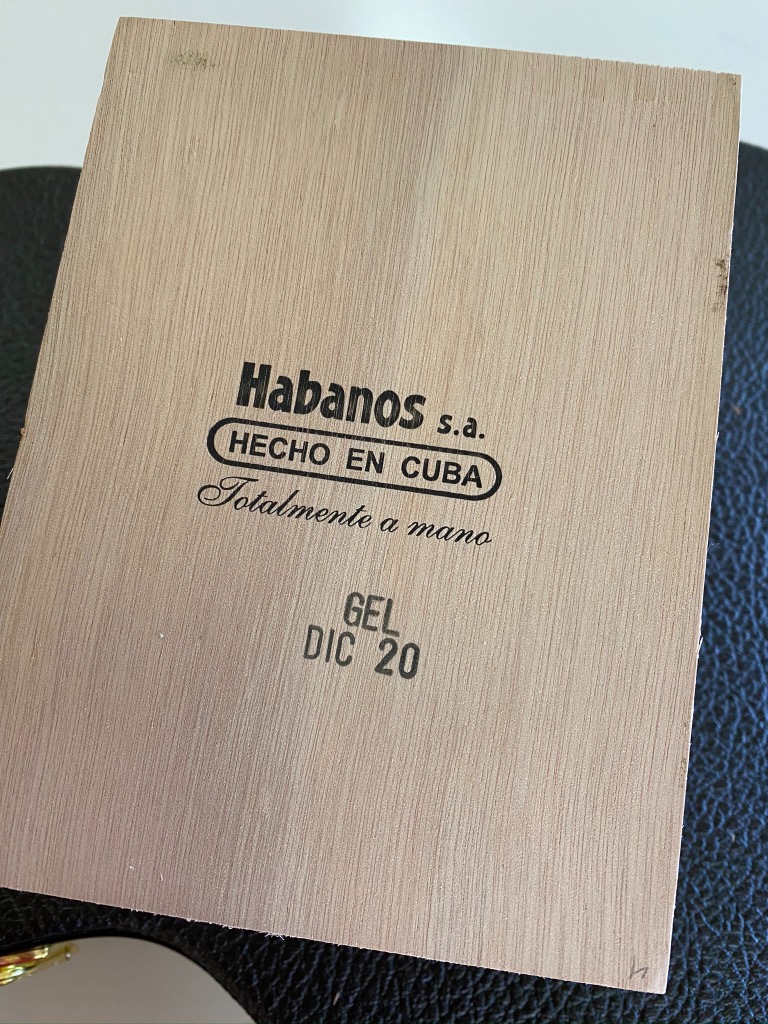 Habanos s.a.
HECHO EN CUBA
Totalmente a mano
GEL
DIC 20